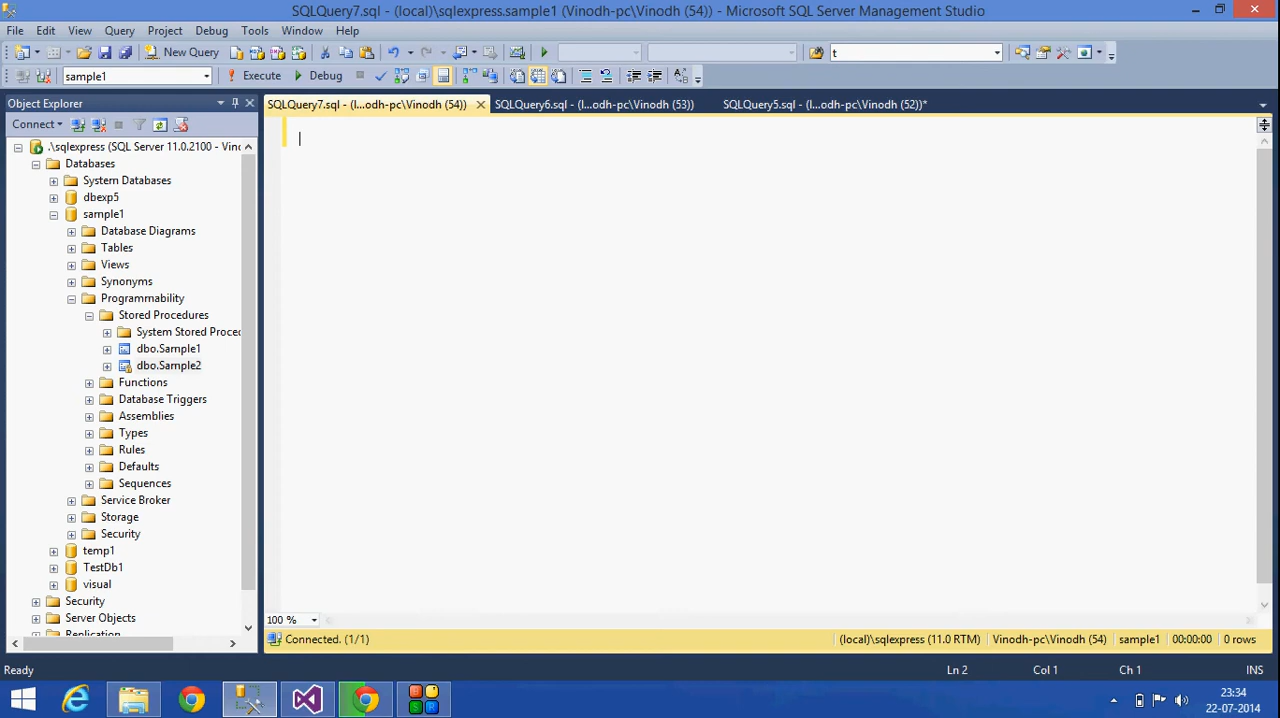 SQLQuery7.sql - (local)\sqlexpress.sample1 (Vinodh-pc\Vinodh (54)) - Microsoft SQL Server Management Studio
File Edit View Query Project Debug Tools Window Help
New Query t
sample1 Execute Debug
Object Explorer
SQLQuery7.sql - (l...odh-pc\Vinodh (54)) SQLQuery6.sql - (l...odh-pc\Vinodh (53)) SQLQuery5.sql - (l...odh-pc\Vinodh (52))*
Connect
.\sqlexpress (SQL Server 11.0.2100 - Vinc
Databases
System Databases
dbexp5
sample1
Database Diagrams
Tables
Views
Synonyms
Programmability
Stored Procedures
System Stored Proce
dbo.Sample1
dbo.Sample2
Functions
Database Triggers
Assemblies
Types
Rules
Defaults
Sequences
Service Broker
Storage
Security
temp1
TestDb1
visual
Security
Server Objects
Replication
100 %
Connected. (1/1) (local)\sqlexpress (11.0 RTM) Vinodh-pc\Vinodh (54) sample1 00:00:00 0 rows
Ready Ln 2 Col 1 Ch 1 INS
23:34
22-07-2014